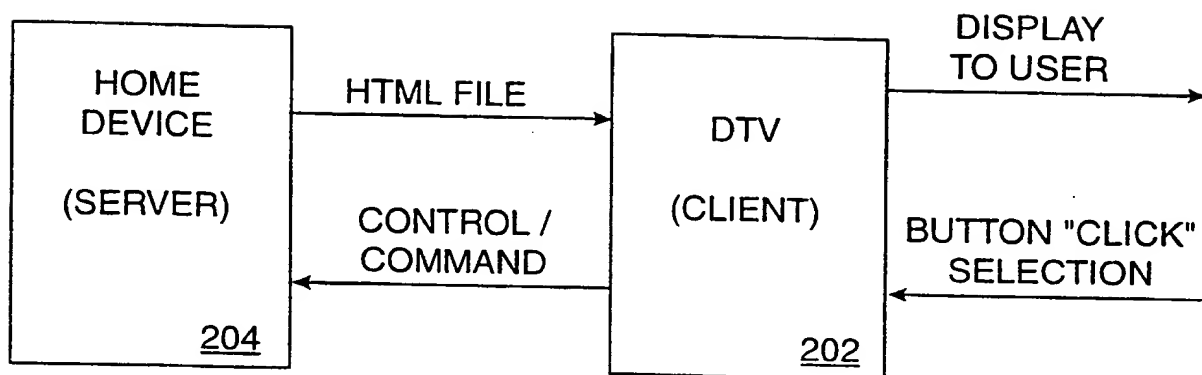 HOME
DEVICE
(SERVER)
204
HTML FILE
CONTROL /
COMMAND
DTV
(CLIENT)
202
DISPLAY
TO USER
BUTTON "CLICK"
SELECTION